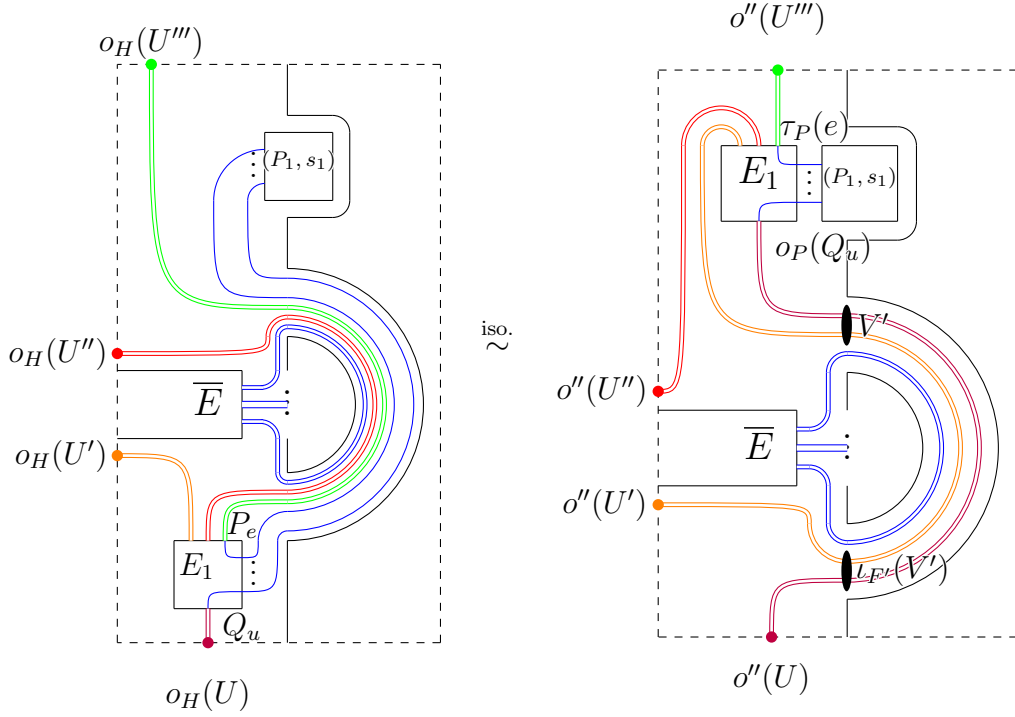 o_H(U''')
(P_1, s_1)
o_H(U'')
\overline{E}
o_H(U')
P_e
E_1
Q_u
o_H(U)
iso.
∼
o''(U''')
τ_P(e)
E_1
(P_1, s_1)
o_P(Q_u)
V'
o''(U'')
\overline{E}
o''(U')
ι_{F'}(V')
o''(U)